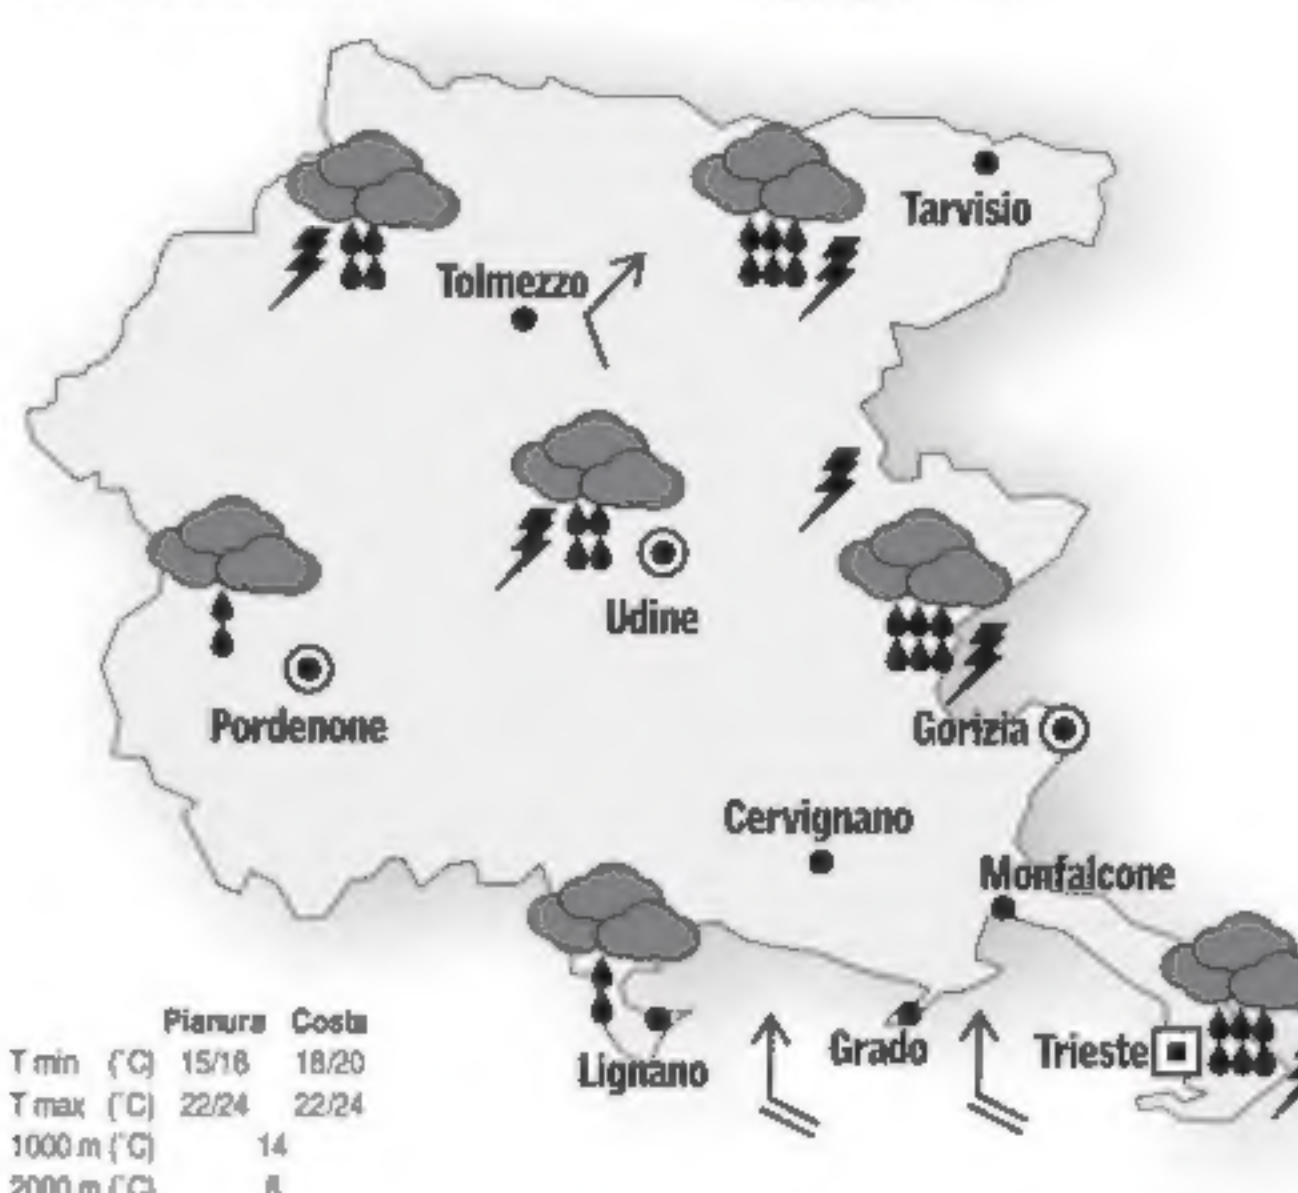 Tarvisio
Tolmezzo
Udine
Pordenone
Gorizia
Cervignano
Monfalcone
Grado
Trieste
Lignano
Pianura Costa
T min (°C) 15/18 18/20
T max (°C) 22/24 22/24
1000 m (°C) 14
2000 m (°C)